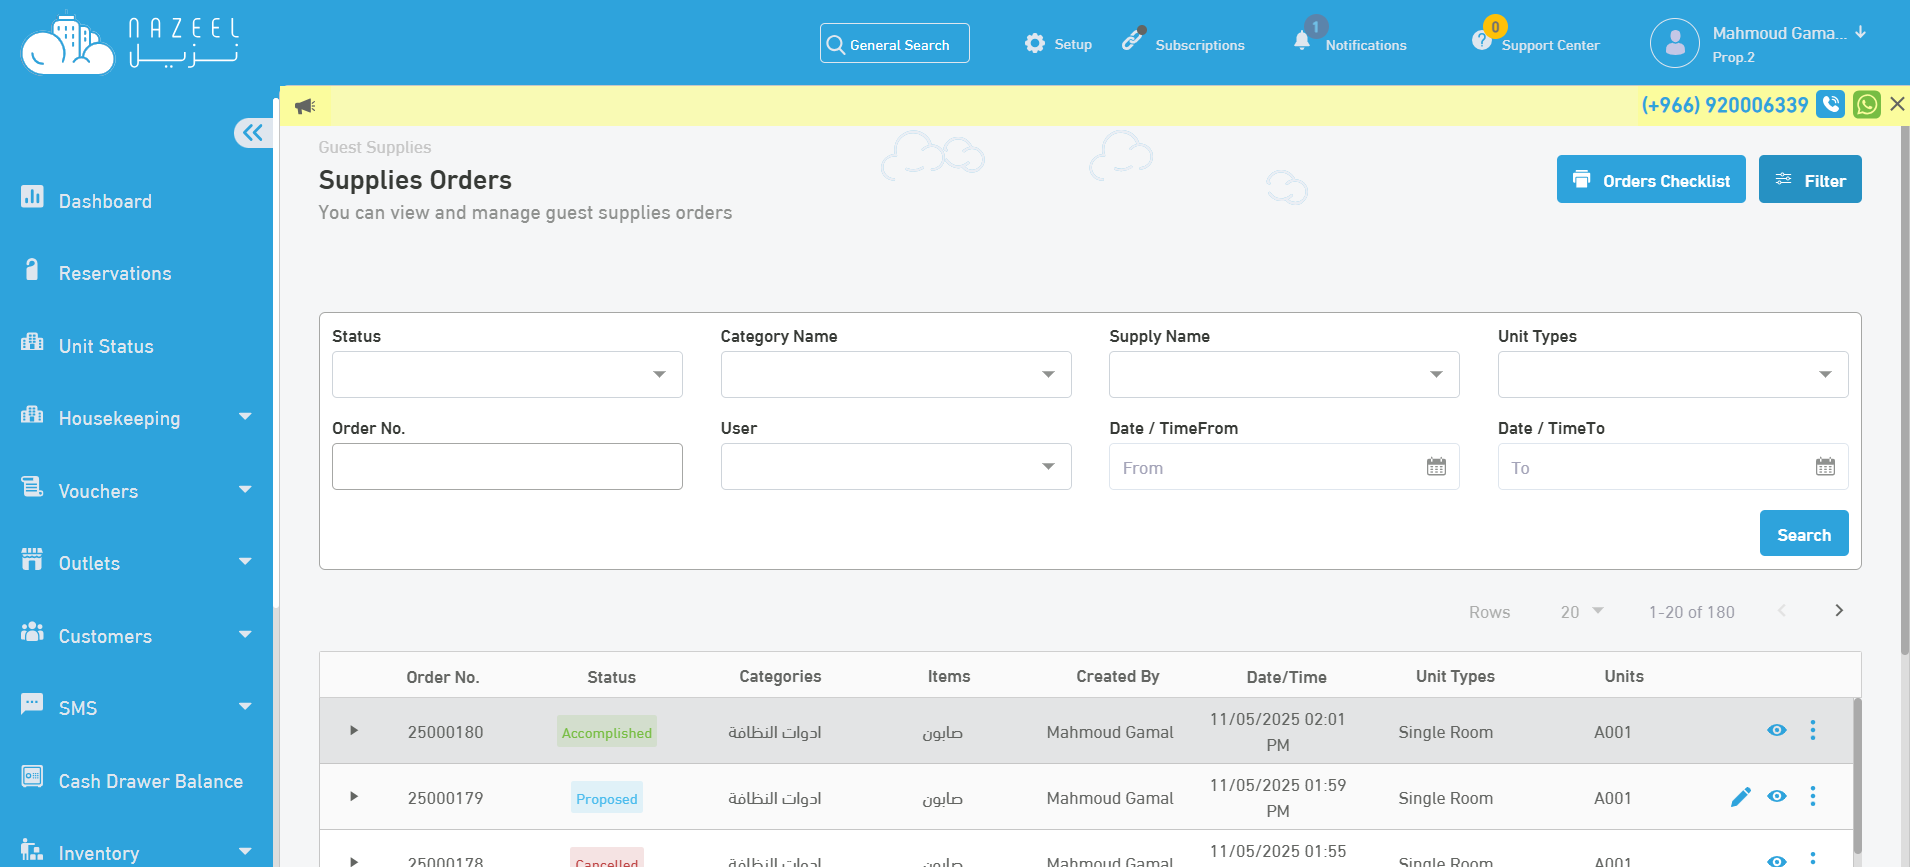 NAZEEL
نـزيـل
General Search
Setup
Subscriptions
1
Notifications
0
Support Center
Mahmoud Gama...
Prop.2
(+966) 920006339
Dashboard
Reservations
Unit Status
Housekeeping
Vouchers
Outlets
Customers
SMS
Cash Drawer Balance
Inventory
Guest Supplies
Supplies Orders
You can view and manage guest supplies orders
Orders Checklist
Filter
Status
Category Name
Supply Name
Unit Types
Order No.
User
Date / TimeFrom
Date / TimeTo
From
To
Search
Rows 20 1-20 of 180
Order No. Status Categories Items Created By Date/Time Unit Types Units
25000180 Accomplished ادوات النظافة صابون Mahmoud Gamal 11/05/2025 02:01 PM Single Room A001
25000179 Proposed ادوات النظافة صابون Mahmoud Gamal 11/05/2025 01:59 PM Single Room A001
25000178 Cancelled ادوات النظافة صابون Mahmoud Gamal 11/05/2025 01:55 Single Room A001